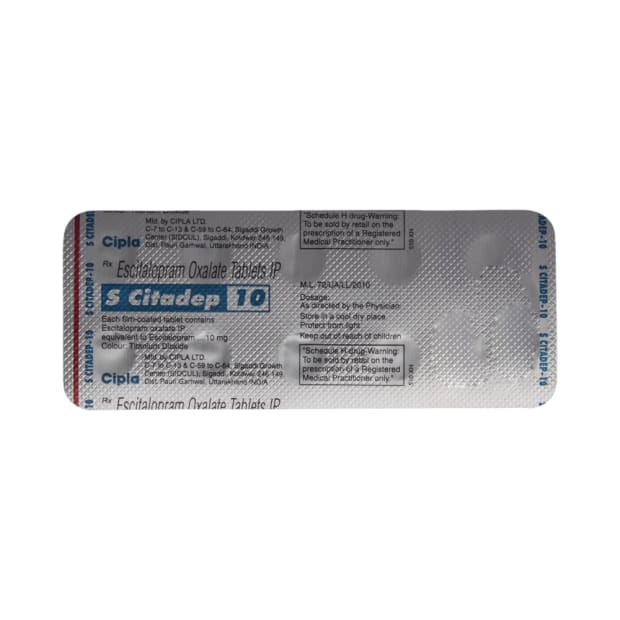 Mfd. by CIPLA LTD.
C-7 to C-13 & C-59 to C-64, Sigaddi Growth
Center (SIDCUL), Sigaddi, Kotdwar 246 149,
Cipla Dist. Pauri Garhwal, Uttarakhand INDIA
"Schedule H drug-Warning:
To be sold by retail on the
prescription of a Registered
Medical Practitioner only."
Rx Escitalopram Oxalate Tablets IP
S Citadep 10
Each film-coated tablet contains
Escitalopram oxalate IP
equivalent to Escitalopram ... 10 mg
Colour: Titanium Dioxide
M.L. 72/UA/LL/2010
Dosage:
As directed by the Physician
Store in a cool dry place
Protect from light
Keep out of reach of children
Mfd. by CIPLA LTD.
C-7 to C-13 & C-59 to C-64, Sigaddi Growth
Center (SIDCUL), Sigaddi, Kotdwar 246 149,
Cipla Dist. Pauri Garhwal, Uttarakhand INDIA
"Schedule H drug-Warning:
To be sold by retail on the
prescription of a Registered
Medical Practitioner only."
Rx Escitalopram Oxalate Tablets IP
S CITADEP-10
S CITADEP-10
S CITADEP-10